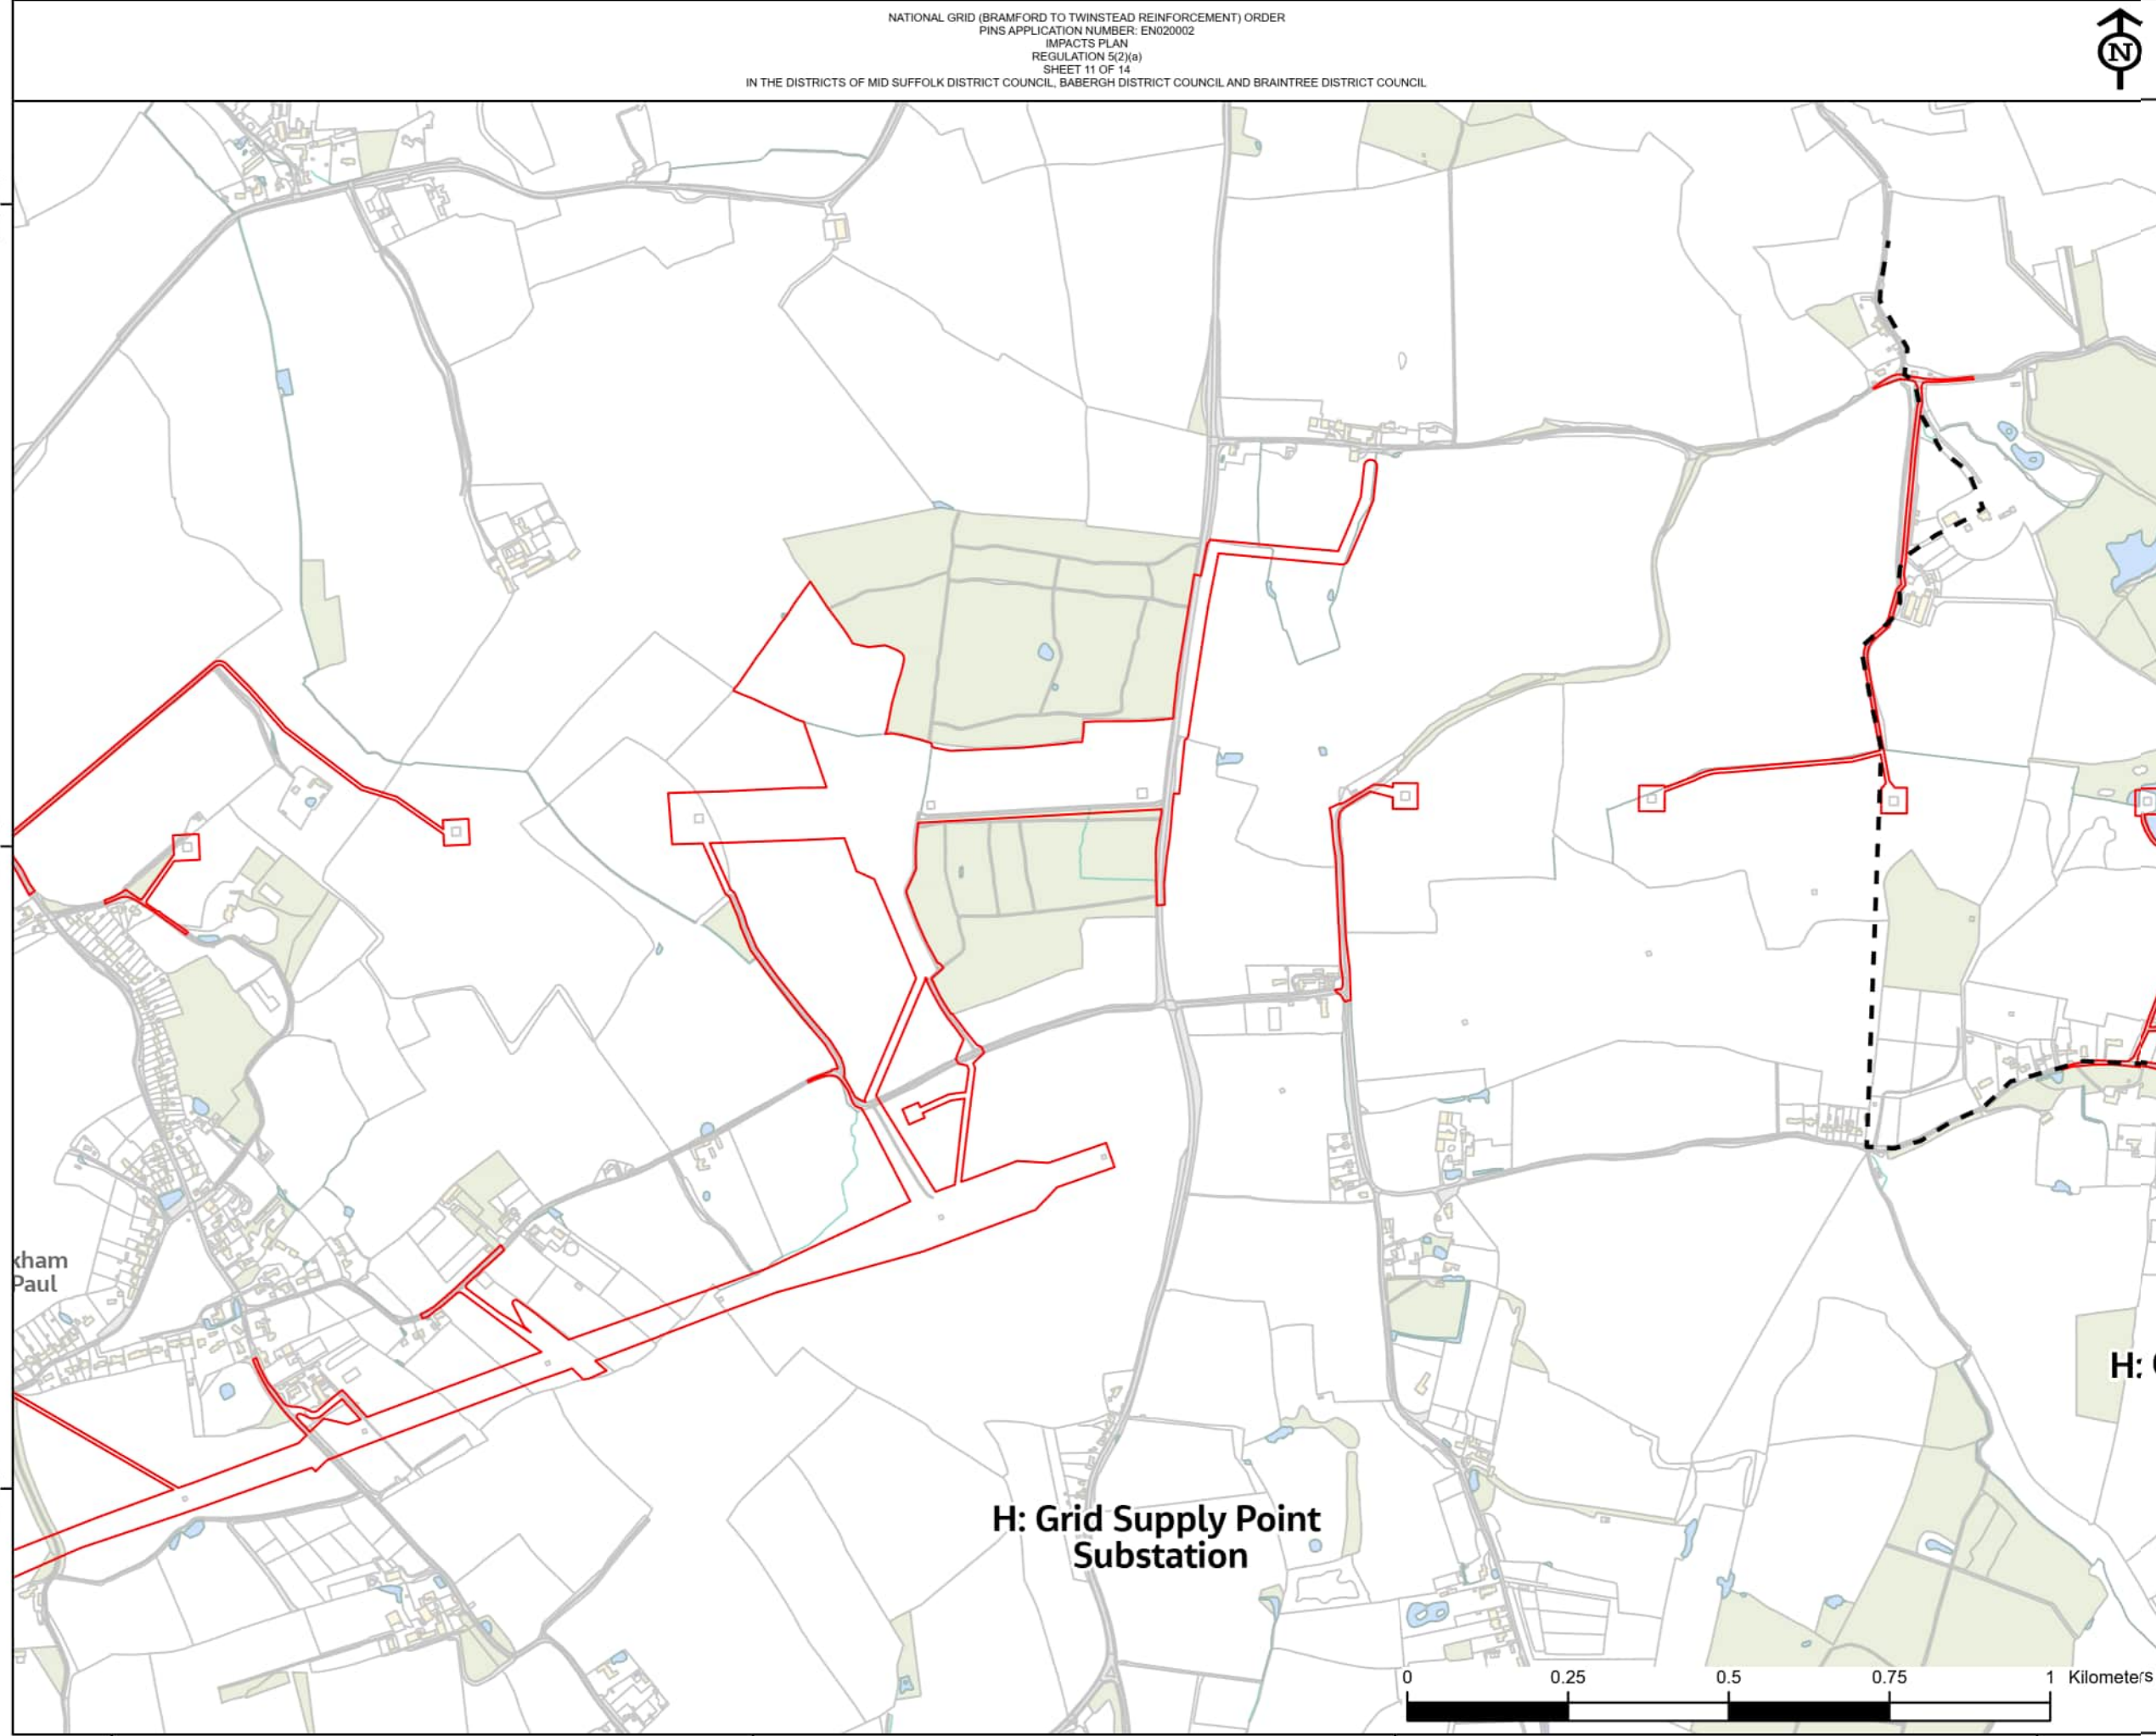 NATIONAL GRID (BRAMFORD TO TWINSTEAD REINFORCEMENT) ORDER
PINS APPLICATION NUMBER: EN020002
IMPACTS PLAN
REGULATION 5(2)(a)
SHEET 11 OF 14
IN THE DISTRICTS OF MID SUFFOLK DISTRICT COUNCIL, BABERGH DISTRICT COUNCIL AND BRAINTREE DISTRICT COUNCIL
N
kham
Paul
H:
H: Grid Supply Point
Substation
0 0.25 0.5 0.75 1 Kilometers